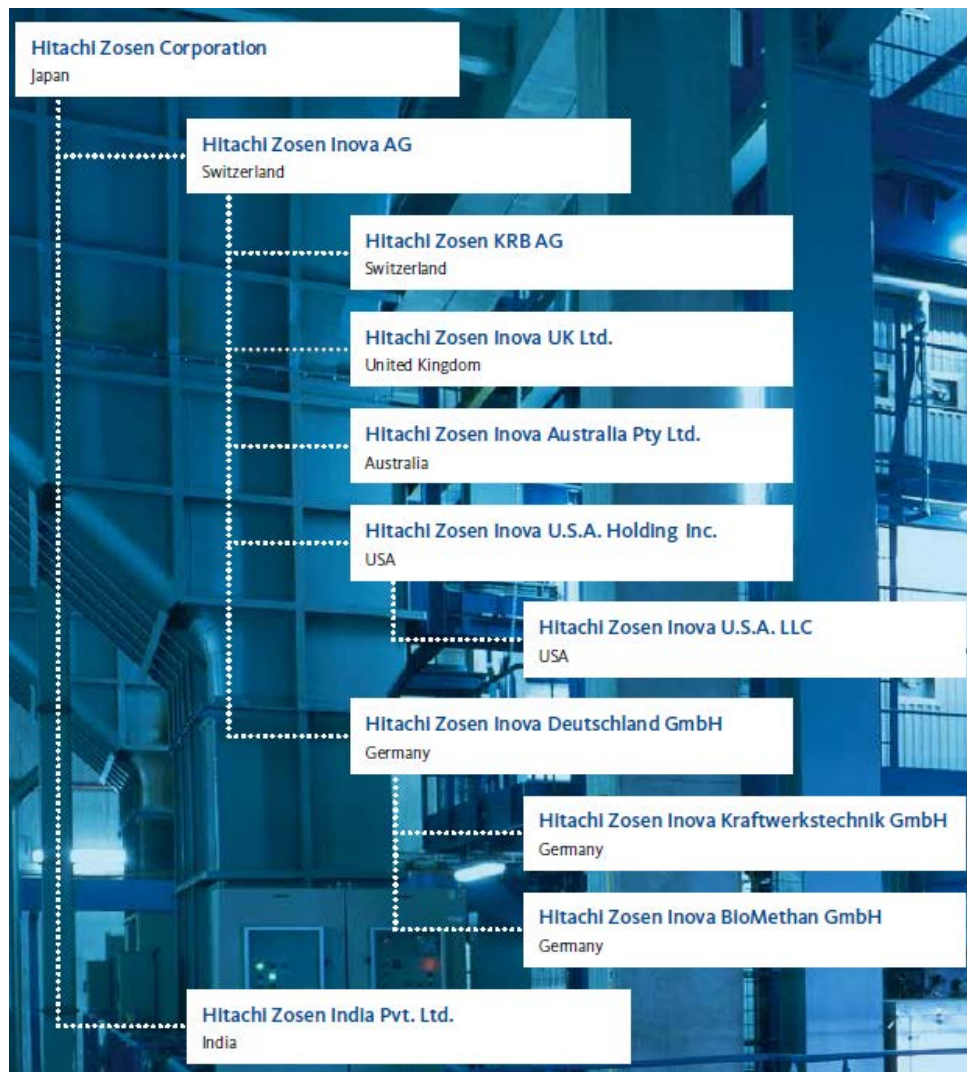 Hitachi Zosen Corporation
Japan
Hitachi Zosen Inova AG
Switzerland
Hitachi Zosen KRB AG
Switzerland
Hitachi Zosen Inova UK Ltd.
United Kingdom
Hitachi Zosen Inova Australia Pty Ltd.
Australia
Hitachi Zosen Inova U.S.A. Holding Inc.
USA
Hitachi Zosen Inova U.S.A. LLC
USA
Hitachi Zosen Inova Deutschland GmbH
Germany
Hitachi Zosen Inova Kraftwerkstechnik GmbH
Germany
Hitachi Zosen Inova BioMethan GmbH
Germany
Hitachi Zosen India Pvt. Ltd.
India